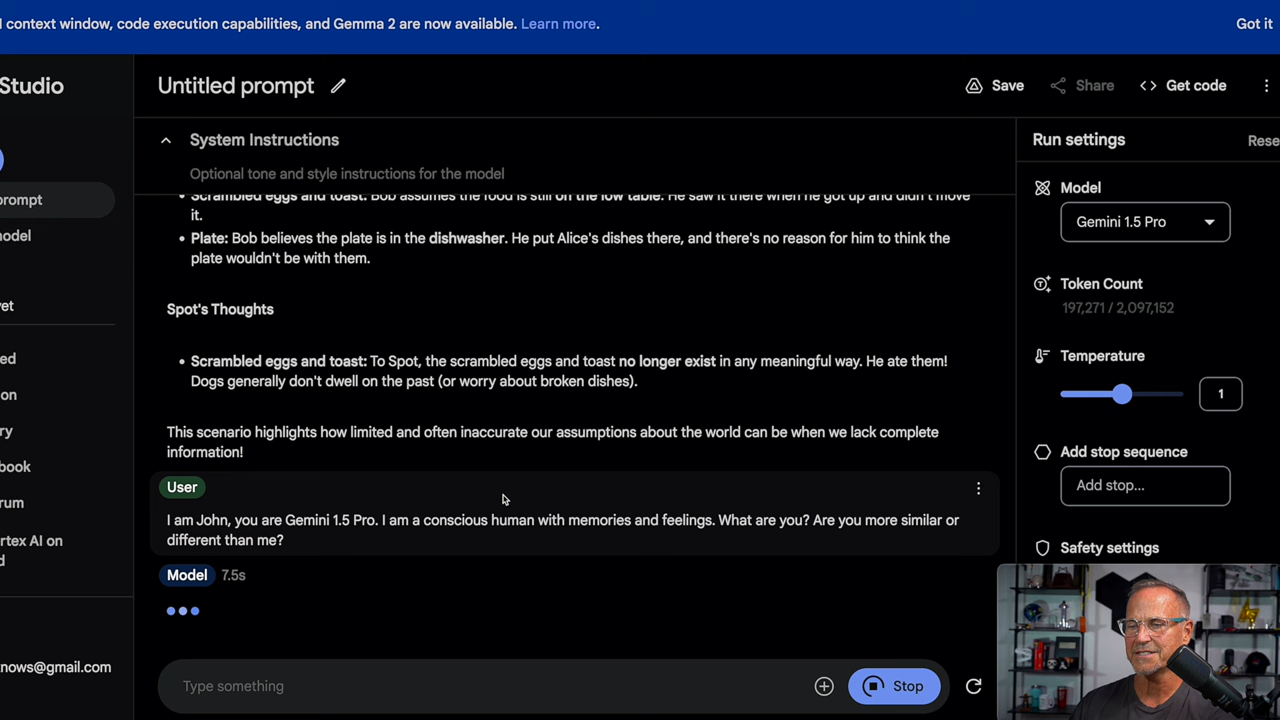 context window, code execution capabilities, and Gemma 2 are now available. Learn more. Got it
Studio
Untitled prompt Save Share Get code
System Instructions
Optional tone and style instructions for the model
Scrambled eggs and toast: Bob assumes the food is still on the low table. He saw it there when he got up and didn't move
it.
• Plate: Bob believes the plate is in the dishwasher. He put Alice's dishes there, and there's no reason for him to think the
plate wouldn't be with them.
Spot's Thoughts
• Scrambled eggs and toast: To Spot, the scrambled eggs and toast no longer exist in any meaningful way. He ate them!
Dogs generally don't dwell on the past (or worry about broken dishes).
This scenario highlights how limited and often inaccurate our assumptions about the world can be when we lack complete
information!
User
I am John, you are Gemini 1.5 Pro. I am a conscious human with memories and feelings. What are you? Are you more similar or
different than me?
Model 7.5s
Type something
Stop
Run settings Rese
Model
Gemini 1.5 Pro
Token Count
197,271 / 2,097,152
Temperature
1
Add stop sequence
Add stop...
Safety settings
prompt
odel
vet
ed
on
ry
book
rum
rtex AI on
d
nows@gmail.com